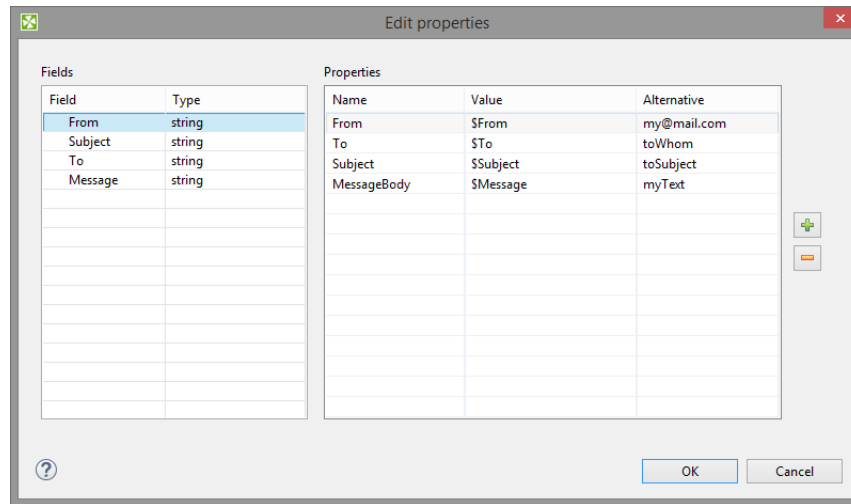 Edit properties
Fields
Properties
Field Type
Name Value Alternative
From string
From $From my@mail.com
Subject string
To $To toWhom
To string
Subject $Subject toSubject
Message string
MessageBody $Message myText
OK
Cancel